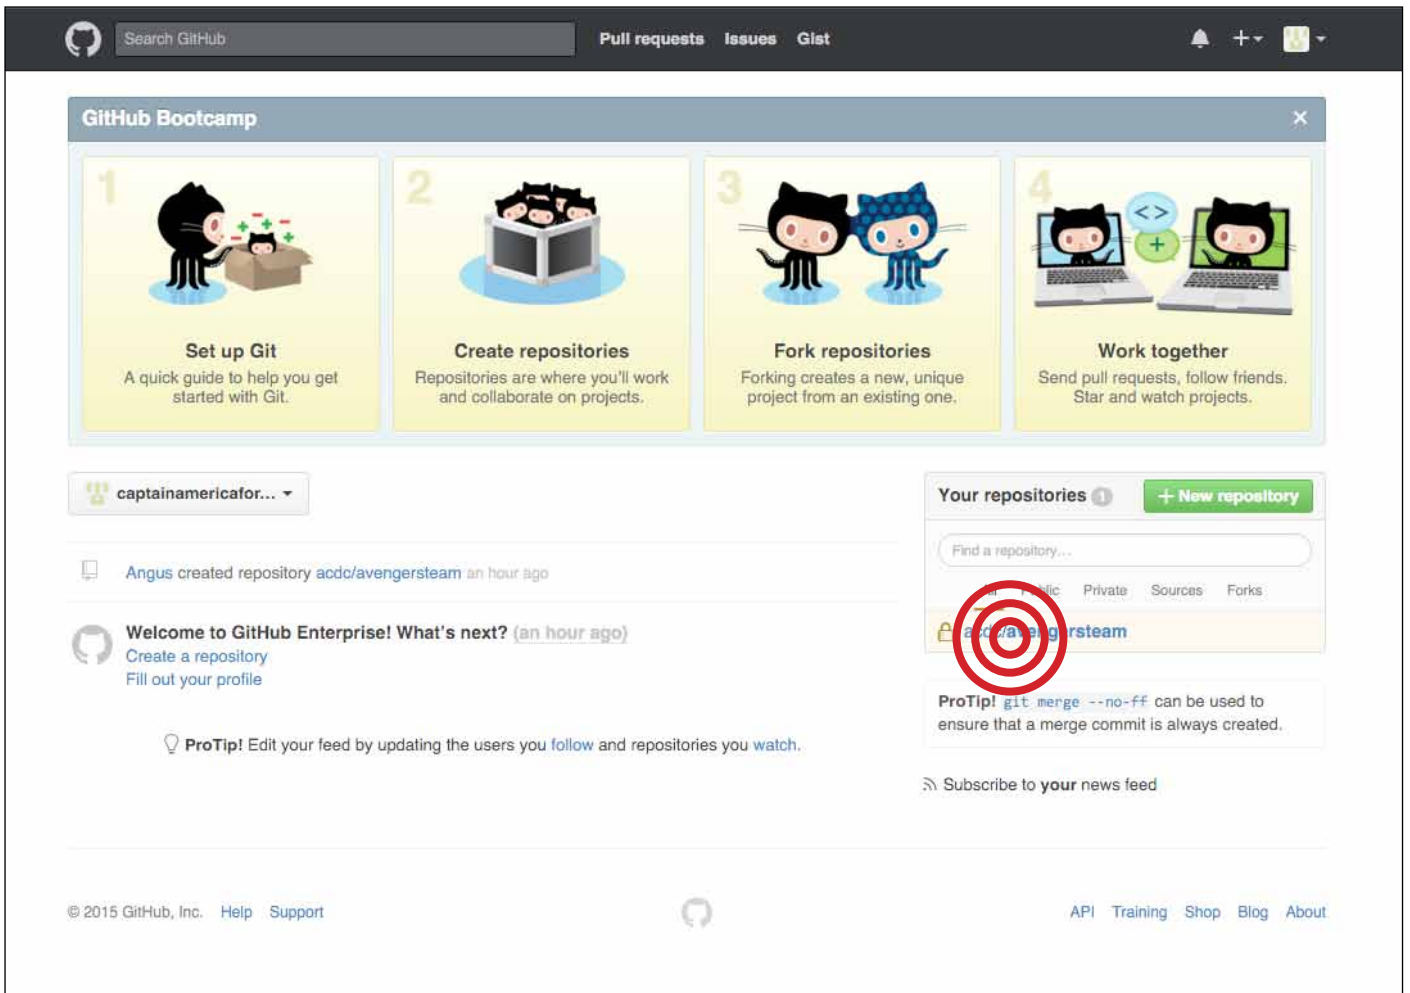 Search GitHub
Pull requests Issues Gist
GitHub Bootcamp
1
Set up Git
A quick guide to help you get
started with Git.
2
Create repositories
Repositories are where you'll work
and collaborate on projects.
3
Fork repositories
Forking creates a new, unique
project from an existing one.
4
Work together
Send pull requests, follow friends.
Star and watch projects.
captainamericafor...
Angus created repository acdc/avengersteam an hour ago
Welcome to GitHub Enterprise! What's next? (an hour ago)
Create a repository
Fill out your profile
ProTip! Edit your feed by updating the users you follow and repositories you watch.
Your repositories 1
+ New repository
Find a repository...
All Public Private Sources Forks
acdc/avengersteam
ProTip! git merge --no-ff can be used to
ensure that a merge commit is always created.
Subscribe to your news feed
© 2015 GitHub, Inc. Help Support
API Training Shop Blog About